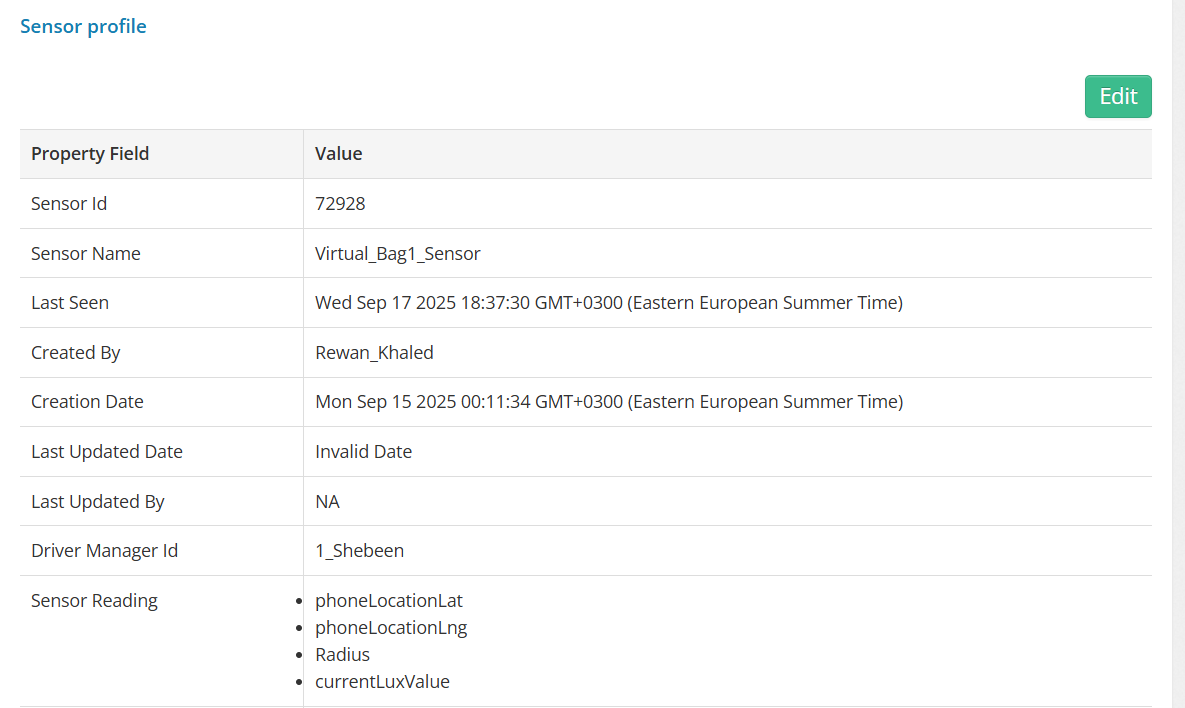 Sensor profile
Edit
Property Field Value
Sensor Id 72928
Sensor Name Virtual_Bag1_Sensor
Last Seen Wed Sep 17 2025 18:37:30 GMT+0300 (Eastern European Summer Time)
Created By Rewan_Khaled
Creation Date Mon Sep 15 2025 00:11:34 GMT+0300 (Eastern European Summer Time)
Last Updated Date Invalid Date
Last Updated By NA
Driver Manager Id 1_Shebeen
Sensor Reading • phoneLocationLat
• phoneLocationLng
• Radius
• currentLuxValue